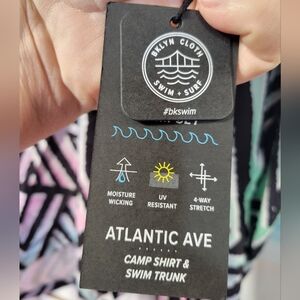 BKLYN CLOTH
SWIM + SURF
#bkswim
MOISTURE
WICKING
UV
RESISTANT
4-WAY
STRETCH
ATLANTIC AVE
CAMP SHIRT &
SWIM TRUNK